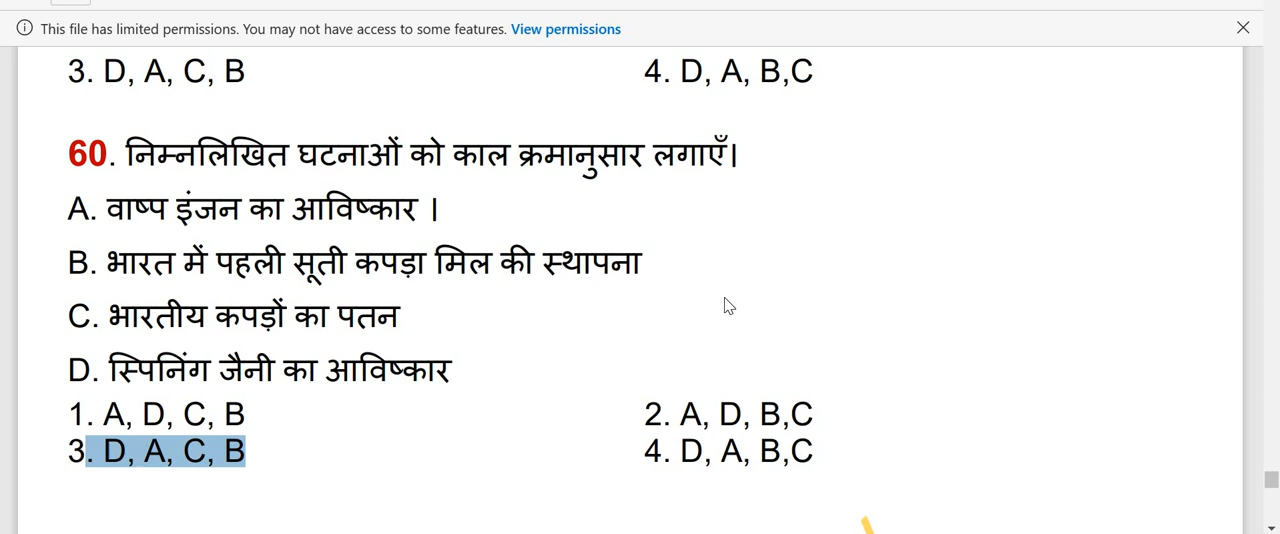 This file has limited permissions. You may not have access to some features. View permissions
3. D, A, C, B 4. D, A, B,C
60. निम्नलिखित घटनाओं को काल क्रमानुसार लगाएँ।
A. वाष्प इंजन का आविष्कार ।
B. भारत में पहली सूती कपड़ा मिल की स्थापना
C. भारतीय कपड़ों का पतन
D. स्पिनिंग जैनी का आविष्कार
1. A, D, C, B 2. A, D, B,C
3. D, A, C, B 4. D, A, B,C